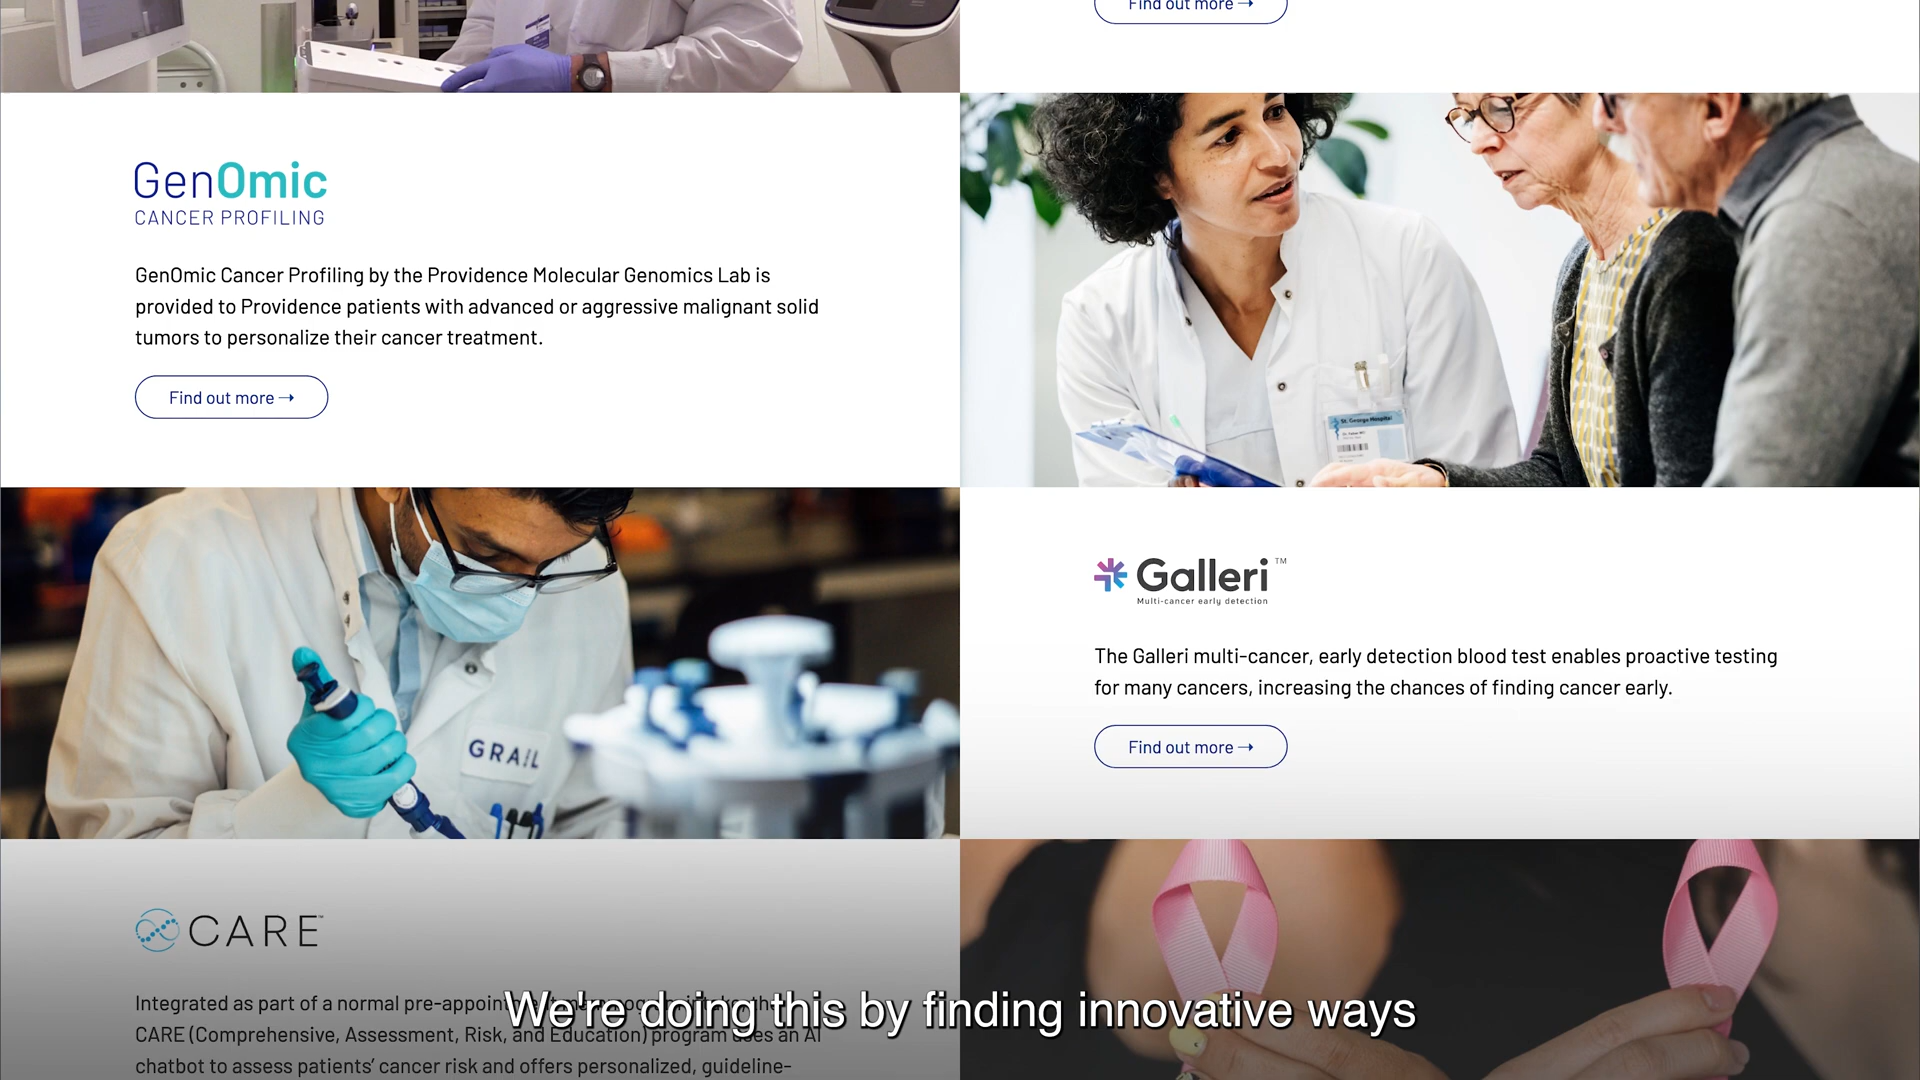 Find out more →
GenOmic
CANCER PROFILING
GenOmic Cancer Profiling by the Providence Molecular Genomics Lab is
provided to Providence patients with advanced or aggressive malignant solid
tumors to personalize their cancer treatment.
Find out more →
St. George Hospital
GRAIL
Galleri™
Multi-cancer early detection
The Galleri multi-cancer, early detection blood test enables proactive testing
for many cancers, increasing the chances of finding cancer early.
Find out more →
CARE™
Integrated as part of a normal
CARE (Comprehensive, Assessment, Risk, and Education) program uses an AI
chatbot to assess patients' cancer risk and offers personalized, guideline-
We're doing this by finding innovative ways